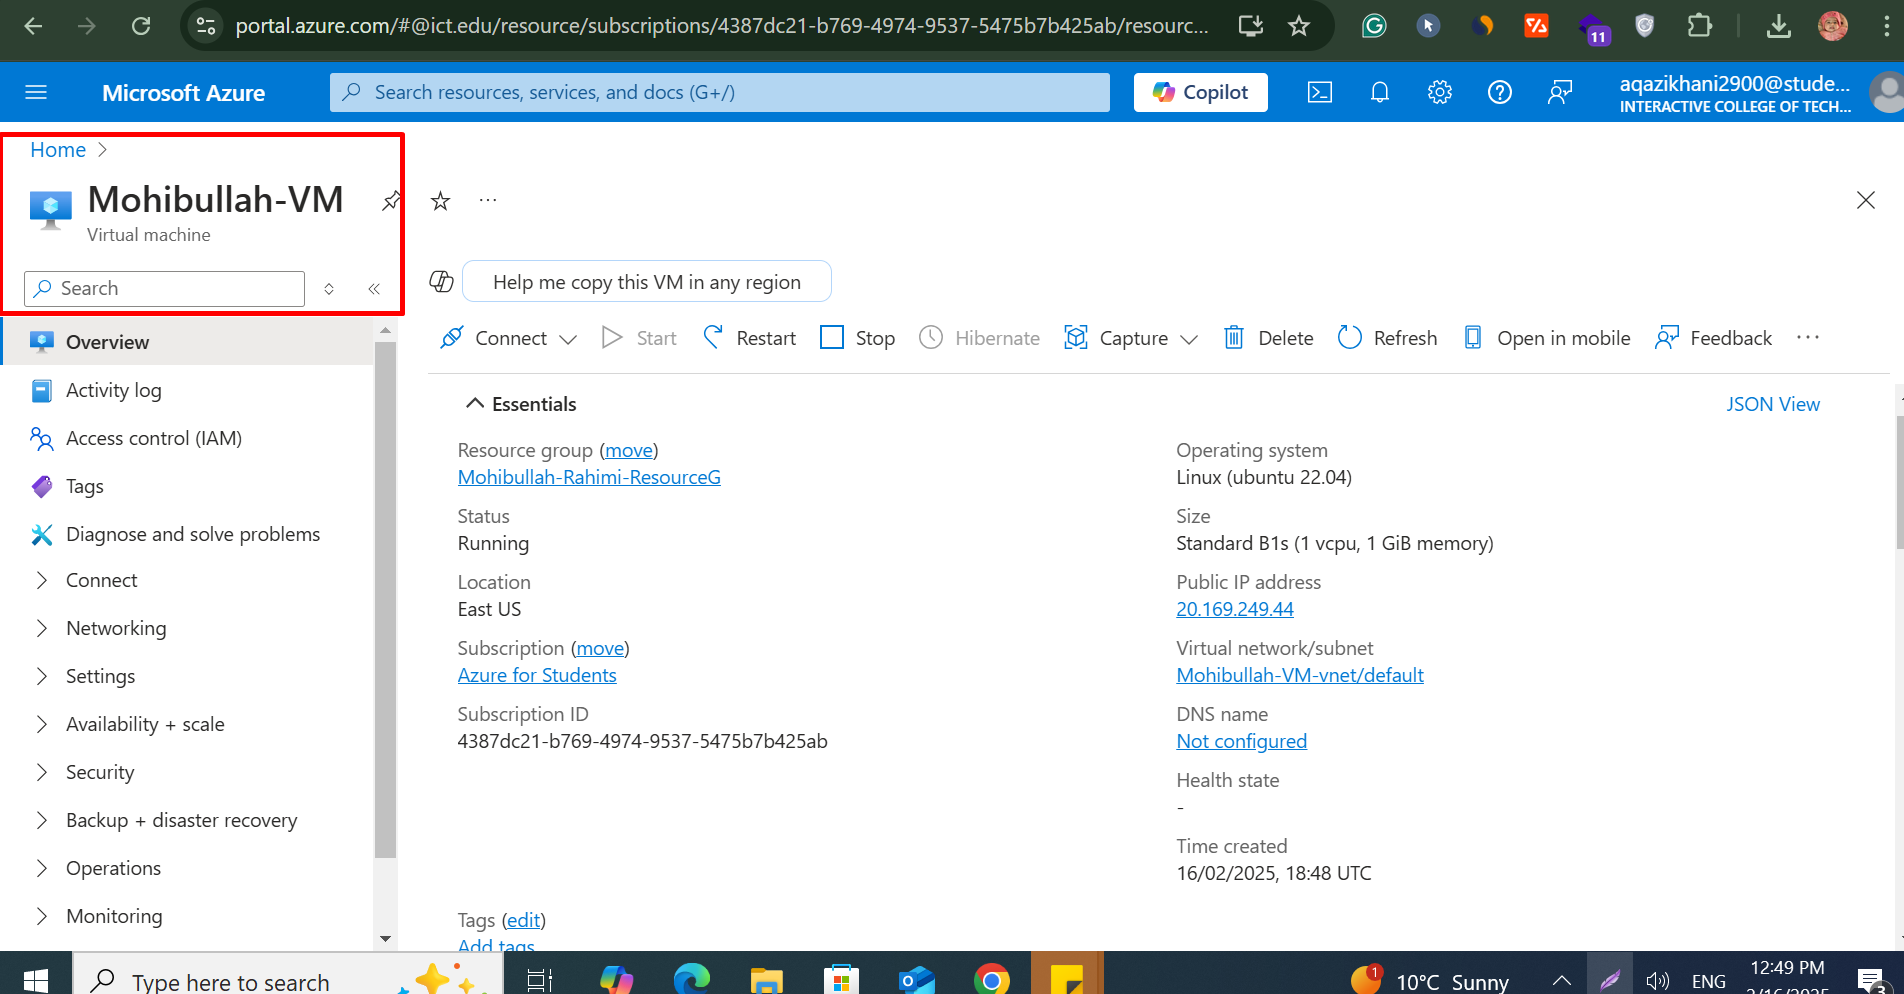 portal.azure.com/#@ict.edu/resource/subscriptions/4387dc21-b769-4974-9537-5475b7b425ab/resourc...
11
Microsoft Azure
Search resources, services, and docs (G+/)
Copilot
aqazikhani2900@stude...
INTERACTIVE COLLEGE OF TECH...
Home
Mohibullah-VM
Virtual machine
Search
Help me copy this VM in any region
Connect Start Restart Stop Hibernate Capture Delete Refresh Open in mobile Feedback
Overview
Activity log
Access control (IAM)
Tags
Diagnose and solve problems
Connect
Networking
Settings
Availability + scale
Security
Backup + disaster recovery
Operations
Monitoring
Essentials
JSON View
Resource group (move)
Mohibullah-Rahimi-ResourceG
Status
Running
Location
East US
Subscription (move)
Azure for Students
Subscription ID
4387dc21-b769-4974-9537-5475b7b425ab
Operating system
Linux (ubuntu 22.04)
Size
Standard B1s (1 vcpu, 1 GiB memory)
Public IP address
20.169.249.44
Virtual network/subnet
Mohibullah-VM-vnet/default
DNS name
Not configured
Health state
-
Time created
16/02/2025, 18:48 UTC
Tags (edit)
Add tags
Type here to search
1
10°C Sunny
ENG
12:49 PM
2/16/2025
3